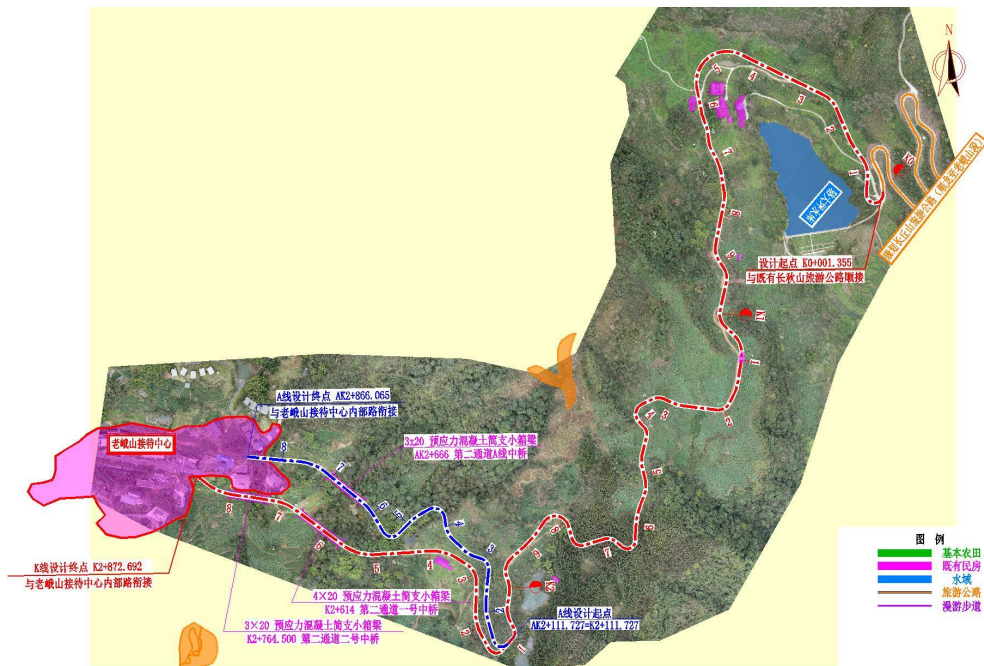 N
K0
骆大冲水库
设计起点 K0+001.355
与既有长秋山旅游公路顺接
K1
老峨山接待中心
A线设计终点 AK2+866.065
与老峨山接待中心内部路衔接
3x20 预应力混凝土简支小箱梁
AK2+666 第二通道A线中桥
K线设计终点 K2+872.692
与老峨山接待中心内部路衔接
4×20 预应力混凝土简支小箱梁
K2+614 第二通道一号中桥
3×20 预应力混凝土简支小箱梁
K2+764.500 第二通道二号中桥
K2
A线设计起点
AK2+111.727=K2+111.727
图 例
基本农田
既有民房
水域
旅游公路
漫游步道